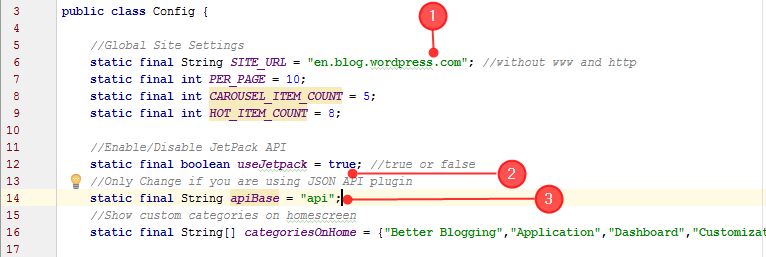 3 public class Config {
4
5 //Global Site Settings
6 static final String SITE_URL = "en.blog.wordpress.com"; //without www and http
7 static final int PER_PAGE = 10;
8 static final int CAROUSEL_ITEM_COUNT = 5;
9 static final int HOT_ITEM_COUNT = 8;
10
11 //Enable/Disable JetPack API
12 static final boolean useJetpack = true; //true or false
13 //Only Change if you are using JSON API plugin
14 static final String apiBase = "api";
15 //Show custom categories on homescreen
16 static final String[] categoriesOnHome = {"Better Blogging","Application","Dashboard","Customizat
17
1
2
3